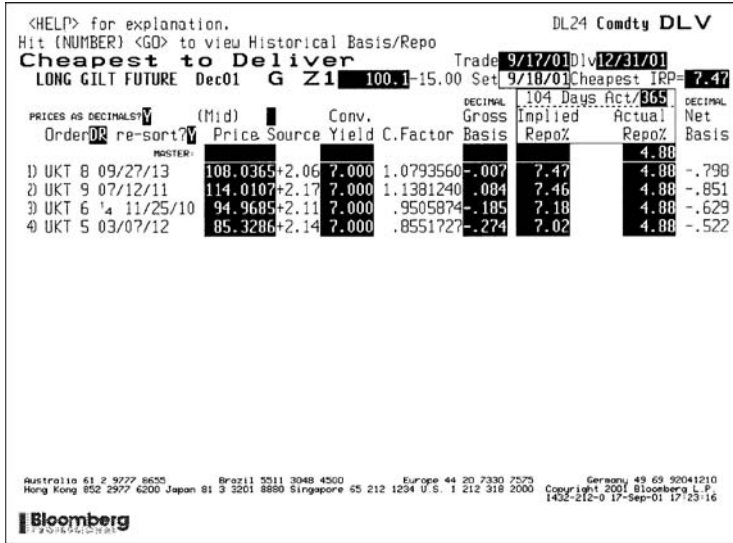 <HELP> for explanation. DL24 Comdty DLV
Hit {NUMBER} <GO> to view Historical Basis/Repo
Cheapest to Deliver Trade 9/17/01 Dlv 12/31/01
LONG GILT FUTURE Dec01 G Z1 100.1-15.00 Set 9/18/01 Cheapest IRP= 7.47
DECIMAL 104 Days Act/365 DECIMAL
PRICES AS DECIMALS? Y (Mid) Conv. Gross Implied Actual Net
Order DR re-sort? Y Price Source Yield C.Factor Basis Repo% Repo% Basis
MASTER: 4.88
1) UKT 8 09/27/13 108.0365 +2.06 7.000 1.0793560 -.007 7.47 4.88 -.798
2) UKT 9 07/12/11 114.0107 +2.17 7.000 1.1381240 .084 7.46 4.88 -.851
3) UKT 6 ¼ 11/25/10 94.9685 +2.11 7.000 .9505874 -.185 7.18 4.88 -.629
4) UKT 5 03/07/12 85.3286 +2.14 7.000 .8551727 -.274 7.02 4.88 -.522
Australia 61 2 9777 8655 Brazil 5511 3048 4500 Europe 44 20 7330 7575 Germany 49 69 92041210
Hong Kong 852 2977 6200 Japan 81 3 3201 8880 Singapore 65 212 1234 U.S. 1 212 318 2000 Copyright 2001 Bloomberg L.P.
1432-212-0 17-Sep-01 17:23:16
Bloomberg